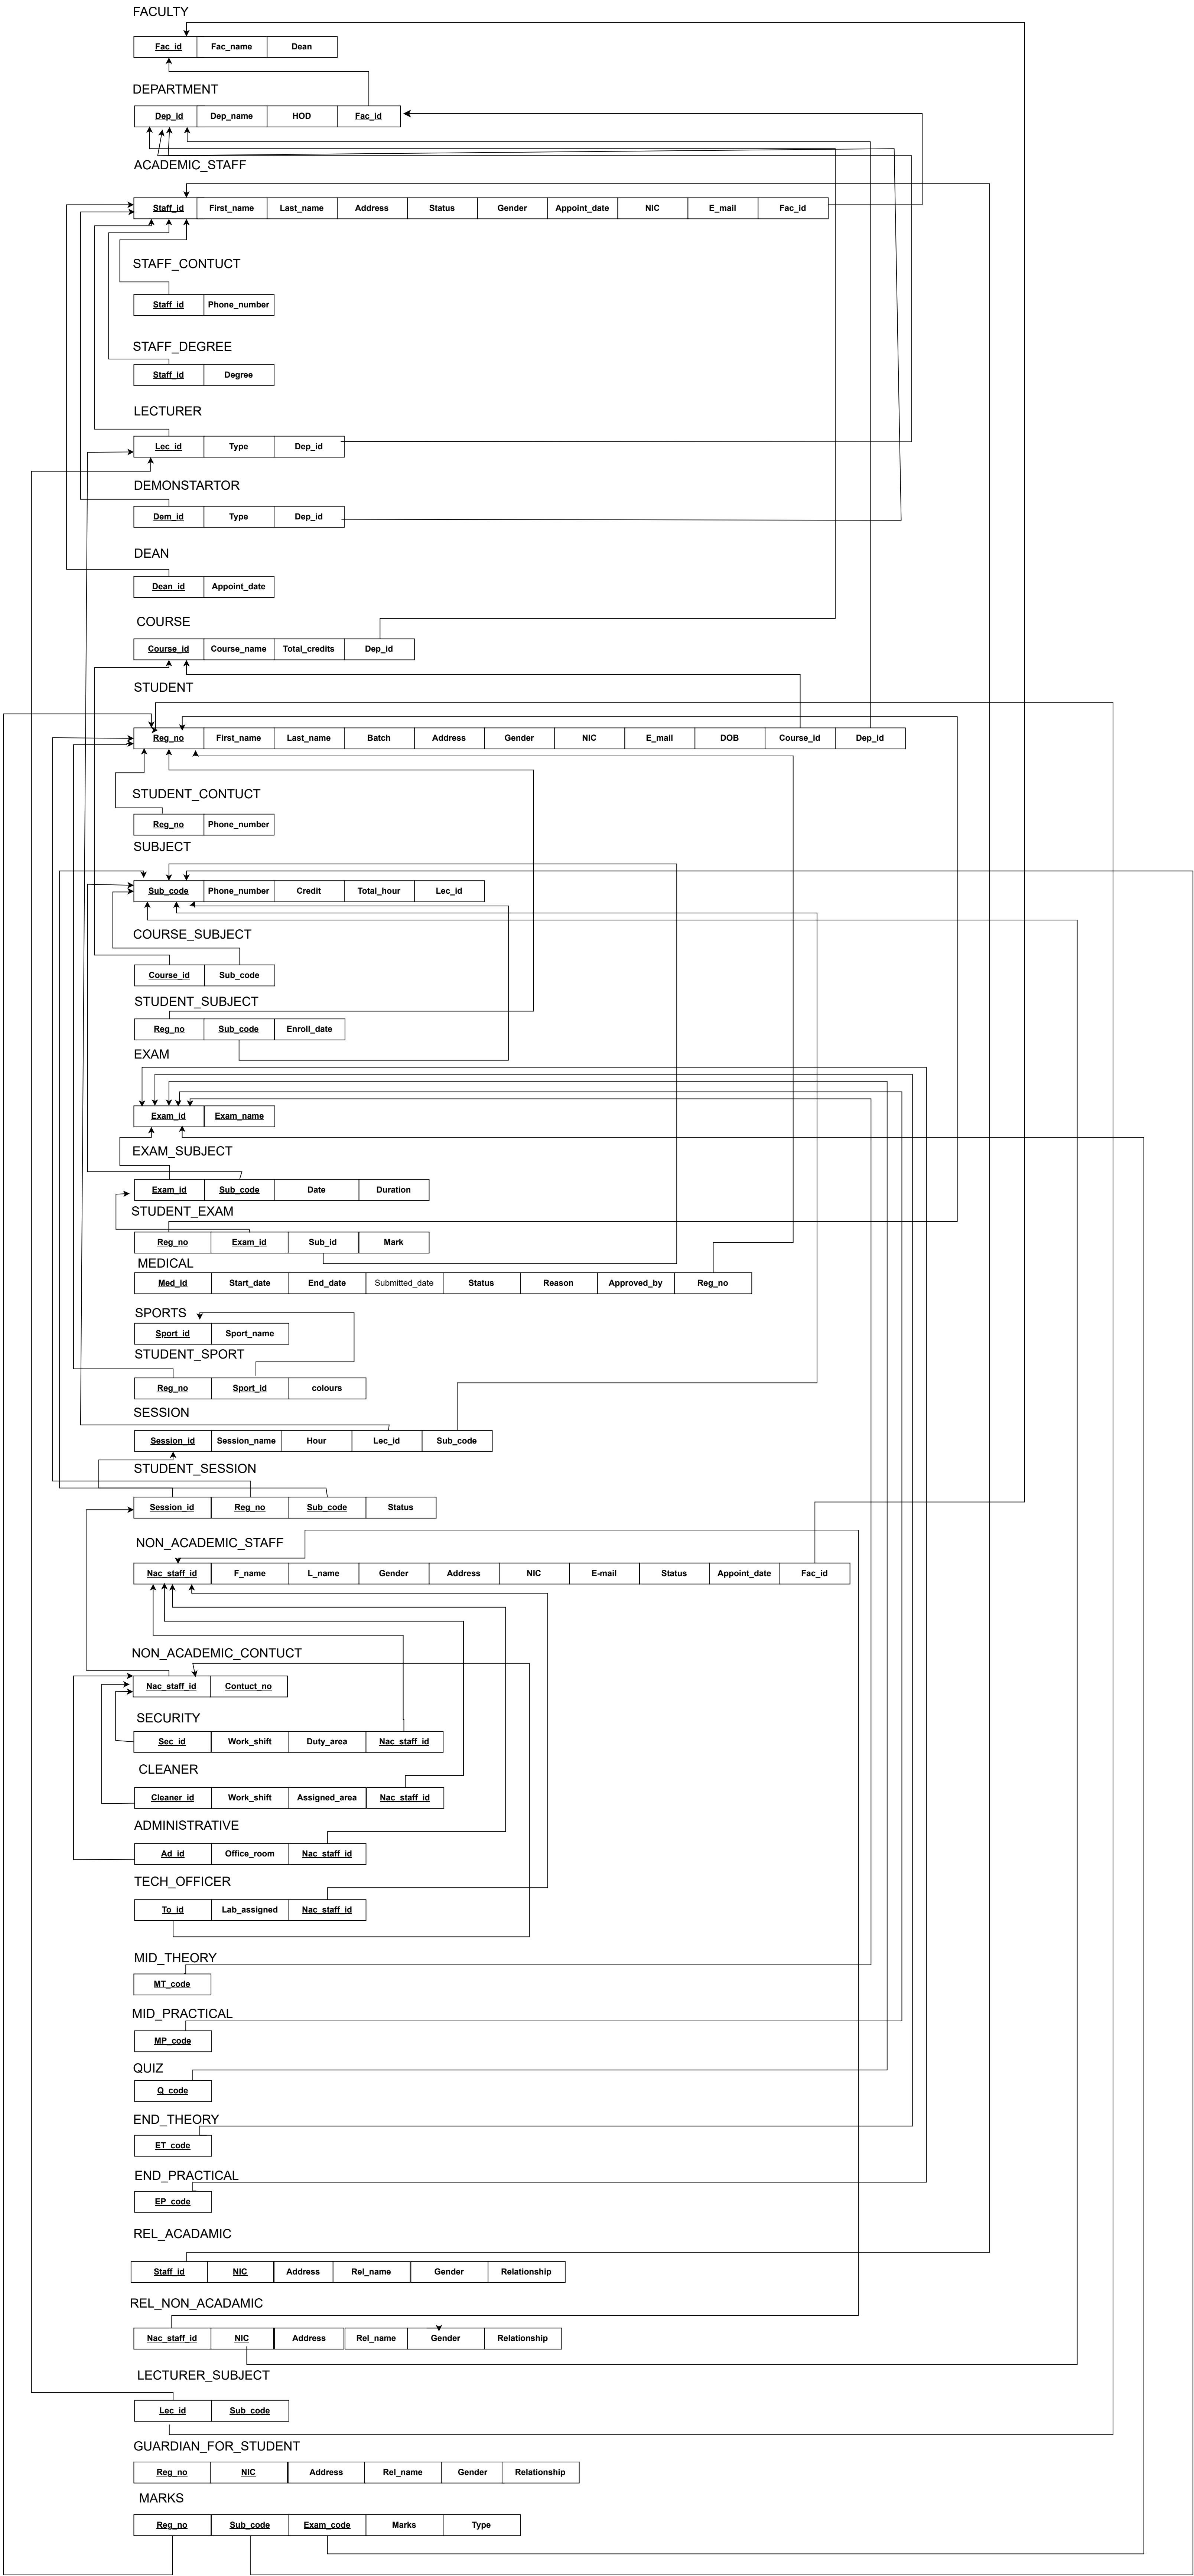 FACULTY
Fac_id Fac_name Dean
DEPARTMENT
Dep_id Dep_name HOD Fac_id
ACADEMIC_STAFF
Staff_id First_name Last_name Address Status Gender Appoint_date NIC E_mail Fac_id
STAFF_CONTUCT
Staff_id Phone_number
STAFF_DEGREE
Staff_id Degree
LECTURER
Lec_id Type Dep_id
DEMONSTARTOR
Dem_id Type Dep_id
DEAN
Dean_id Appoint_date
COURSE
Course_id Course_name Total_credits Dep_id
STUDENT
Reg_no First_name Last_name Batch Address Gender NIC E_mail DOB Course_id Dep_id
STUDENT_CONTUCT
Reg_no Phone_number
SUBJECT
Sub_code Phone_number Credit Total_hour Lec_id
COURSE_SUBJECT
Course_id Sub_code
STUDENT_SUBJECT
Reg_no Sub_code Enroll_date
EXAM
Exam_id Exam_name
EXAM_SUBJECT
Exam_id Sub_code Date Duration
STUDENT_EXAM
Reg_no Exam_id Sub_id Mark
MEDICAL
Med_id Start_date End_date Submitted_date Status Reason Approved_by Reg_no
SPORTS
Sport_id Sport_name
STUDENT_SPORT
Reg_no Sport_id colours
SESSION
Session_id Session_name Hour Lec_id Sub_code
STUDENT_SESSION
Session_id Reg_no Sub_code Status
NON_ACADEMIC_STAFF
Nac_staff_id F_name L_name Gender Address NIC E-mail Status Appoint_date Fac_id
NON_ACADEMIC_CONTUCT
Nac_staff_id Contuct_no
SECURITY
Sec_id Work_shift Duty_area Nac_staff_id
CLEANER
Cleaner_id Work_shift Assigned_area Nac_staff_id
ADMINISTRATIVE
Ad_id Office_room Nac_staff_id
TECH_OFFICER
To_id Lab_assigned Nac_staff_id
MID_THEORY
MT_code
MID_PRACTICAL
MP_code
QUIZ
Q_code
END_THEORY
ET_code
END_PRACTICAL
EP_code
REL_ACADAMIC
Staff_id NIC Address Rel_name Gender Relationship
REL_NON_ACADAMIC
Nac_staff_id NIC Address Rel_name Gender Relationship
LECTURER_SUBJECT
Lec_id Sub_code
GUARDIAN_FOR_STUDENT
Reg_no NIC Address Rel_name Gender Relationship
MARKS
Reg_no Sub_code Exam_code Marks Type